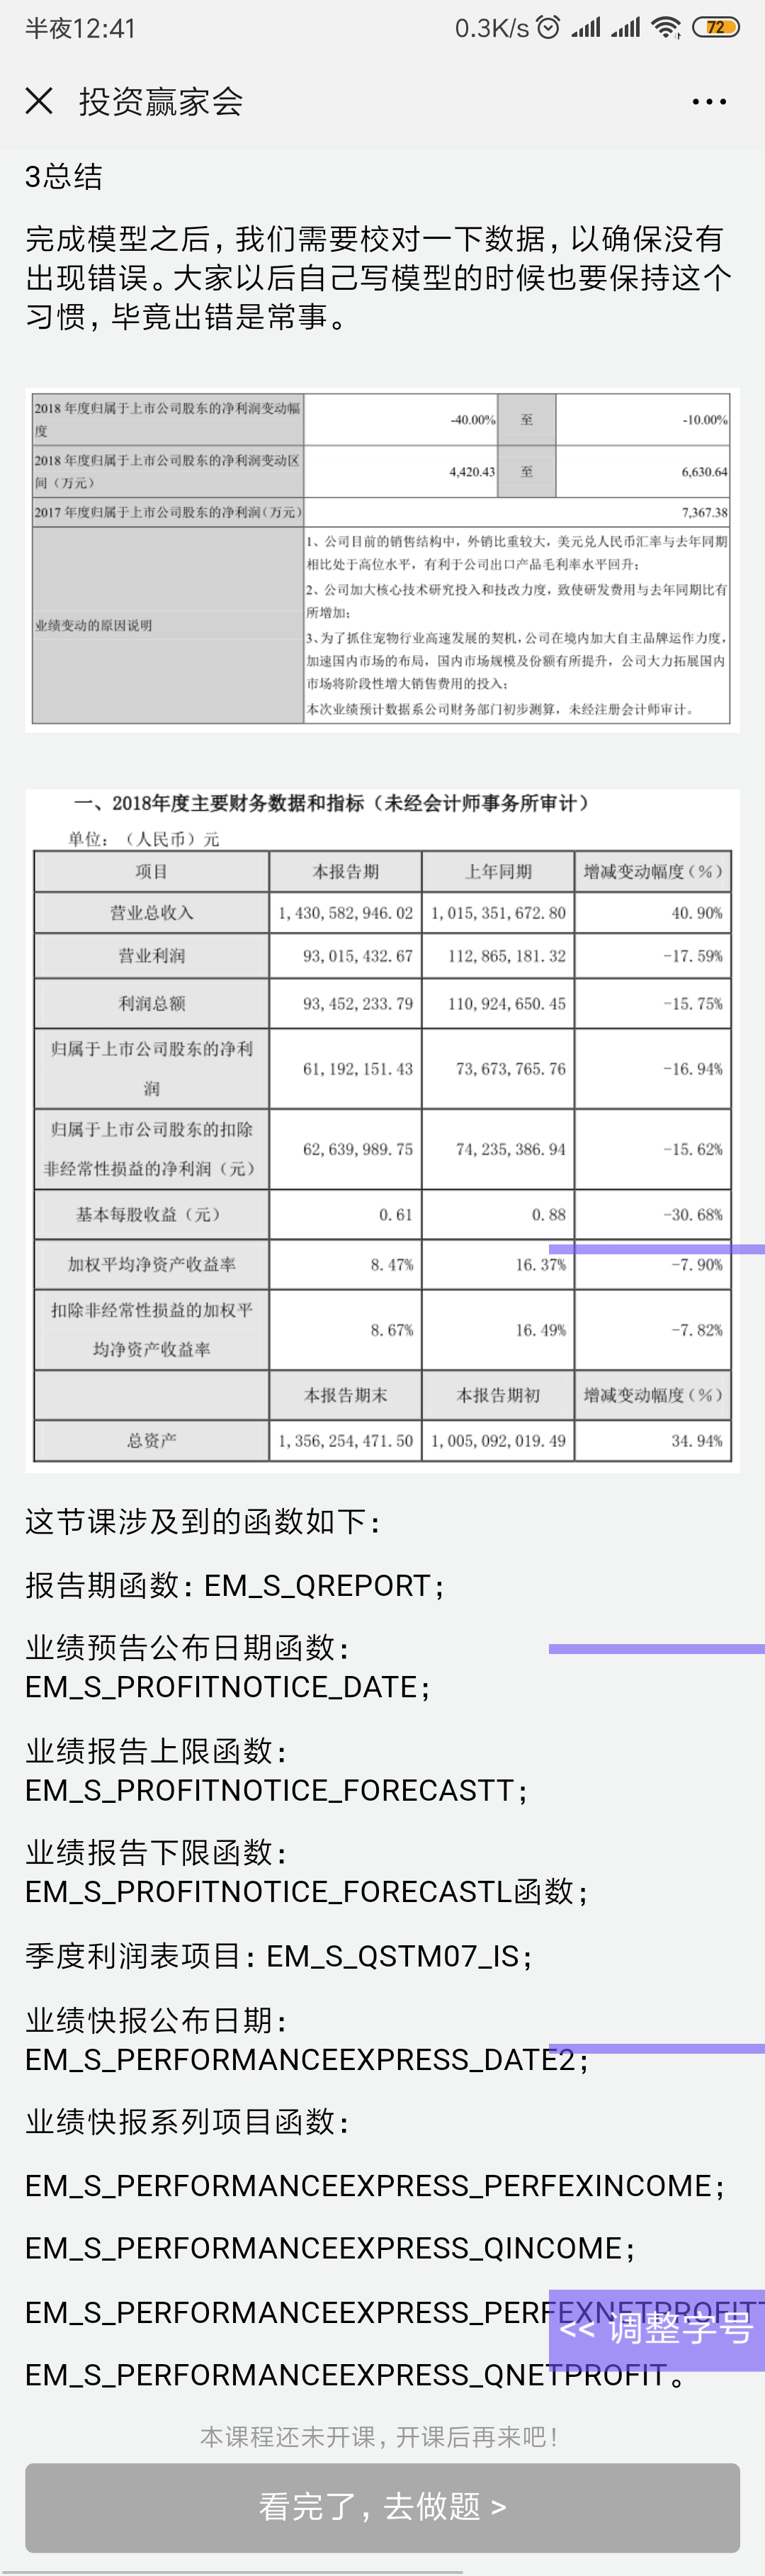 半夜12:41
0.3K/s
72
投资赢家会
3总结
完成模型之后，我们需要校对一下数据，以确保没有
出现错误。大家以后自己写模型的时候也要保持这个
习惯，毕竟出错是常事。
2018 年度归属于上市公司股东的净利润变动幅
度
-40.00% 至 -10.00%
2018 年度归属于上市公司股东的净利润变动区
间（万元）
4,420.43 至 6,630.64
2017 年度归属于上市公司股东的净利润（万元） 7,367.38
业绩变动的原因说明
1、公司目前的销售结构中，外销比重较大，美元兑人民币汇率与去年同期
相比处于高位水平，有利于公司出口产品毛利率水平回升；
2、公司加大核心技术研究投入和技改力度，致使研发费用与去年同期比有
所增加；
3、为了抓住宠物行业高速发展的契机，公司在境内加大自主品牌运作力度，
加速国内市场的布局，国内市场规模及份额有所提升，公司大力拓展国内
市场将阶段性增大销售费用的投入；
本次业绩预计数据系公司财务部门初步测算，未经注册会计师审计。
一、2018年度主要财务数据和指标（未经会计师事务所审计）
单位：（人民币）元
项目 本报告期 上年同期 增减变动幅度（%）
营业总收入 1,430,582,946.02 1,015,351,672.80 40.90%
营业利润 93,015,432.67 112,865,181.32 -17.59%
利润总额 93,452,233.79 110,924,650.45 -15.75%
归属于上市公司股东的净利
润
61,192,151.43 73,673,765.76 -16.94%
归属于上市公司股东的扣除
非经常性损益的净利润（元）
62,639,989.75 74,235,386.94 -15.62%
基本每股收益（元） 0.61 0.88 -30.68%
加权平均净资产收益率 8.47% 16.37% -7.90%
扣除非经常性损益的加权平
均净资产收益率
8.67% 16.49% -7.82%
本报告期末 本报告期初 增减变动幅度（%）
总资产 1,356,254,471.50 1,005,092,019.49 34.94%
这节课涉及到的函数如下：
报告期函数：EM_S_QREPORT；
业绩预告公布日期函数：
EM_S_PROFITNOTICE_DATE；
业绩报告上限函数：
EM_S_PROFITNOTICE_FORECASTT；
业绩报告下限函数：
EM_S_PROFITNOTICE_FORECASTL函数；
季度利润表项目：EM_S_QSTM07_IS；
业绩快报公布日期：
EM_S_PERFORMANCEEXPRESS_DATE2；
业绩快报系列项目函数：
EM_S_PERFORMANCEEXPRESS_PERFEXINCOME；
EM_S_PERFORMANCEEXPRESS_QINCOME；
EM_S_PERFORMANCEEXPRESS_PERFEXNETPROFIT
<< 调整字号
EM_S_PERFORMANCEEXPRESS_QNETPROFIT。
本课程还未开课，开课后再来吧！
看完了，去做题 >